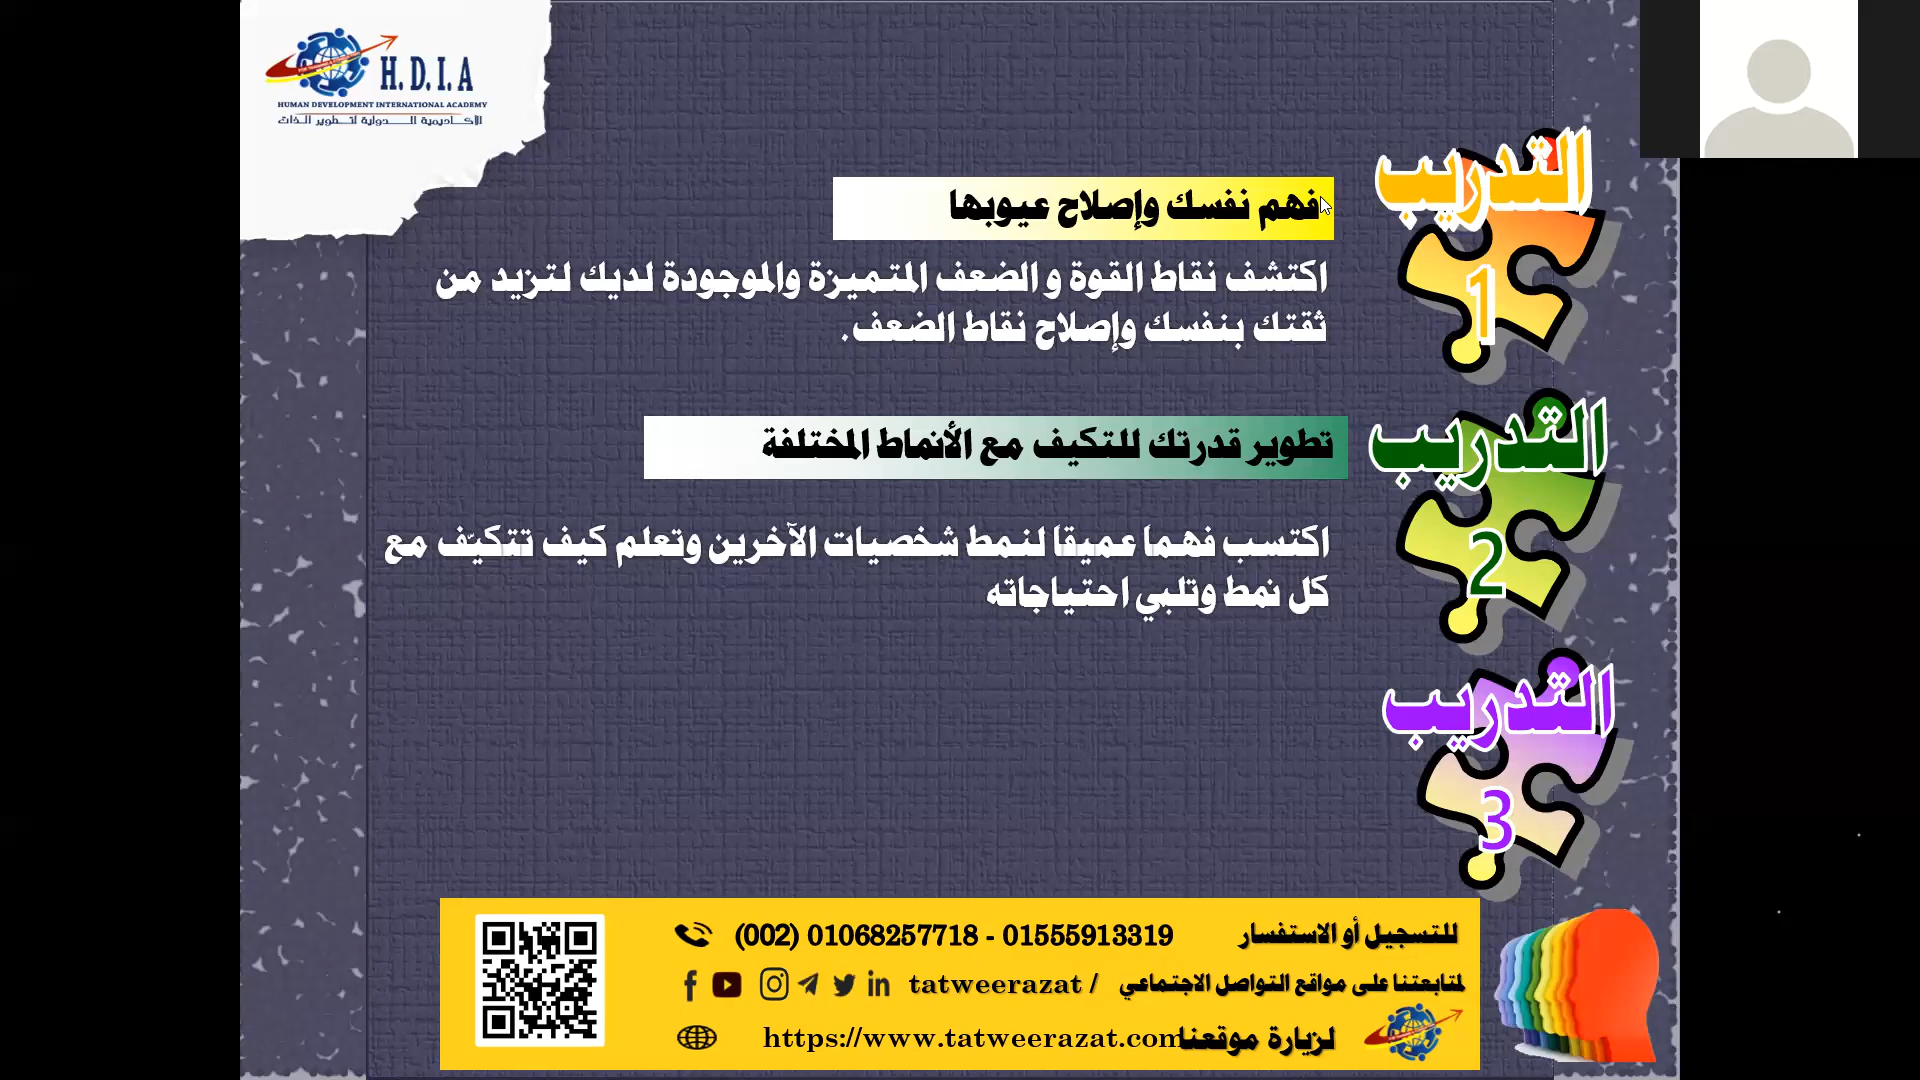 H.D.I.A
HUMAN DEVELOPMENT INTERNATIONAL ACADEMY
الأكاديمية الدولية لتطوير الذات
التدريب
1
فهم نفسك وإصلاح عيوبها
اكتشف نقاط القوة و الضعف المتميزة والموجودة لديك لتزيد من
ثقتك بنفسك وإصلاح نقاط الضعف.
التدريب
2
تطوير قدرتك للتكيف مع الأنماط المختلفة
اكتسب فهماً عميقاً لنمط شخصيات الآخرين وتعلم كيف تتكيّف مع
كل نمط وتلبي احتياجاته
التدريب
3
للتسجيل أو الاستفسار
(002) 01068257718 - 01555913319
لمتابعتنا على مواقع التواصل الاجتماعي / tatweerazat
لزيارة موقعنا https://www.tatweerazat.com